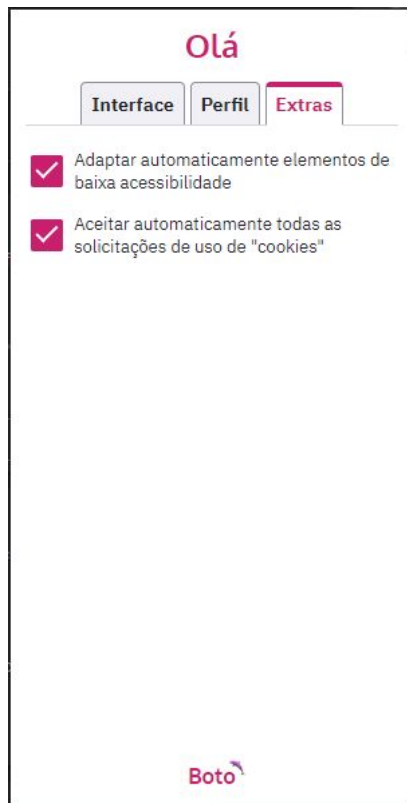 Olá
Interface Perfil Extras
Adaptar automaticamente elementos de
baixa acessibilidade
Aceitar automaticamente todas as
solicitações de uso de "cookies"
Boto